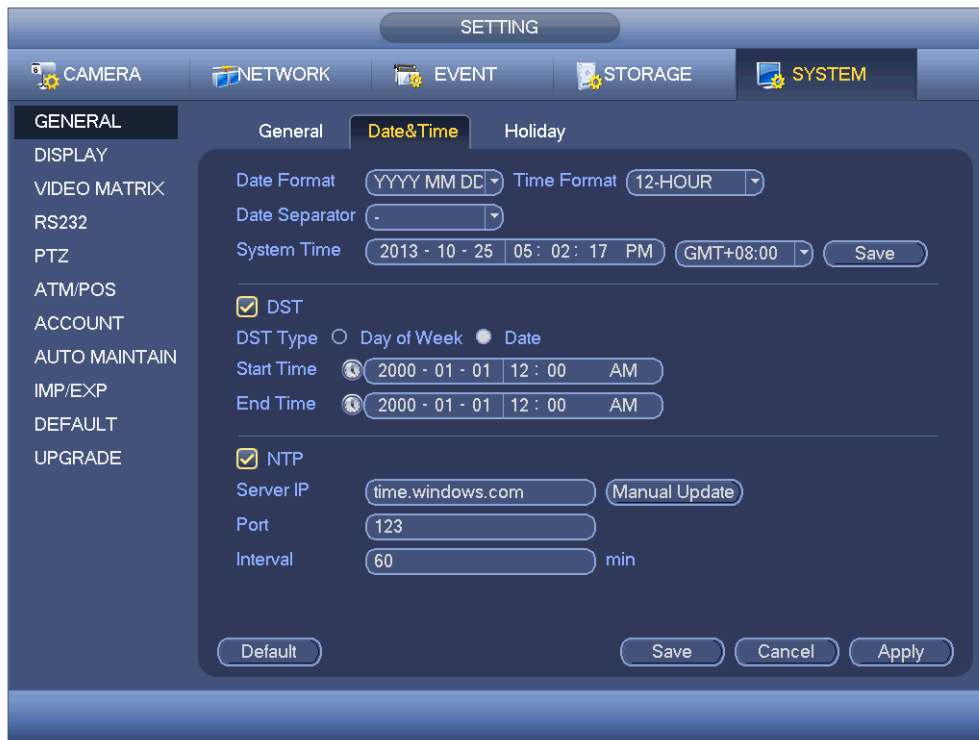 SETTING
CAMERA NETWORK EVENT STORAGE SYSTEM
GENERAL
DISPLAY
VIDEO MATRIX
RS232
PTZ
ATM/POS
ACCOUNT
AUTO MAINTAIN
IMP/EXP
DEFAULT
UPGRADE
General Date&Time Holiday
Date Format YYYY MM DD Time Format 12-HOUR
Date Separator -
System Time 2013 - 10 - 25 05 : 02 : 17 PM GMT+08:00 Save
DST
DST Type Day of Week Date
Start Time 2000 - 01 - 01 12 : 00 AM
End Time 2000 - 01 - 01 12 : 00 AM
NTP
Server IP time.windows.com Manual Update
Port 123
Interval 60 min
Default Save Cancel Apply